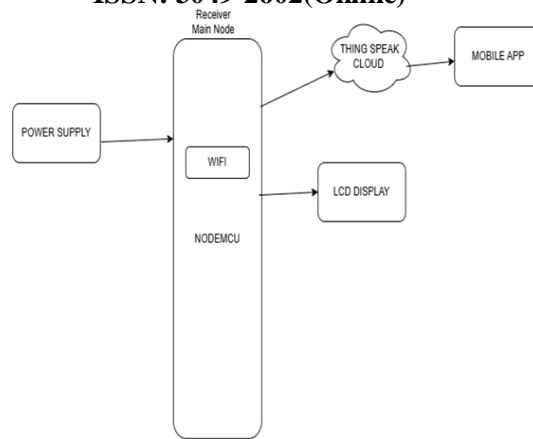 Receiver
Main Node
THING SPEAK
CLOUD
MOBILE APP
POWER SUPPLY
WIFI
LCD DISPLAY
NODEMCU